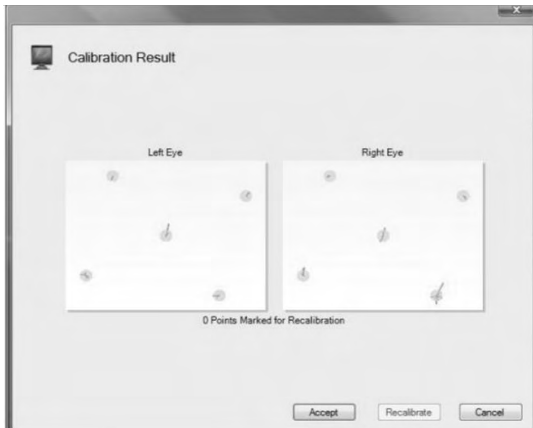 Calibration Result
Left Eye
Right Eye
0 Points Marked for Recalibration
Accept
Recalibrate
Cancel